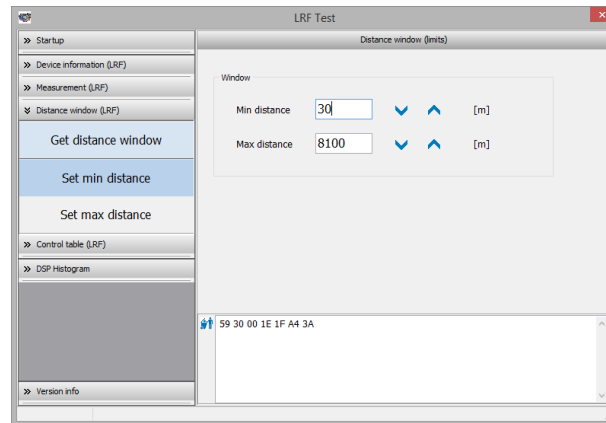 LRF Test
Startup
Device information (LRF)
Measurement (LRF)
Distance window (LRF)
Get distance window
Set min distance
Set max distance
Control table (LRF)
DSP Histogram
Version info
Distance window (limits)
Window
Min distance 30 [m]
Max distance 8100 [m]
59 30 00 1E 1F A4 3A